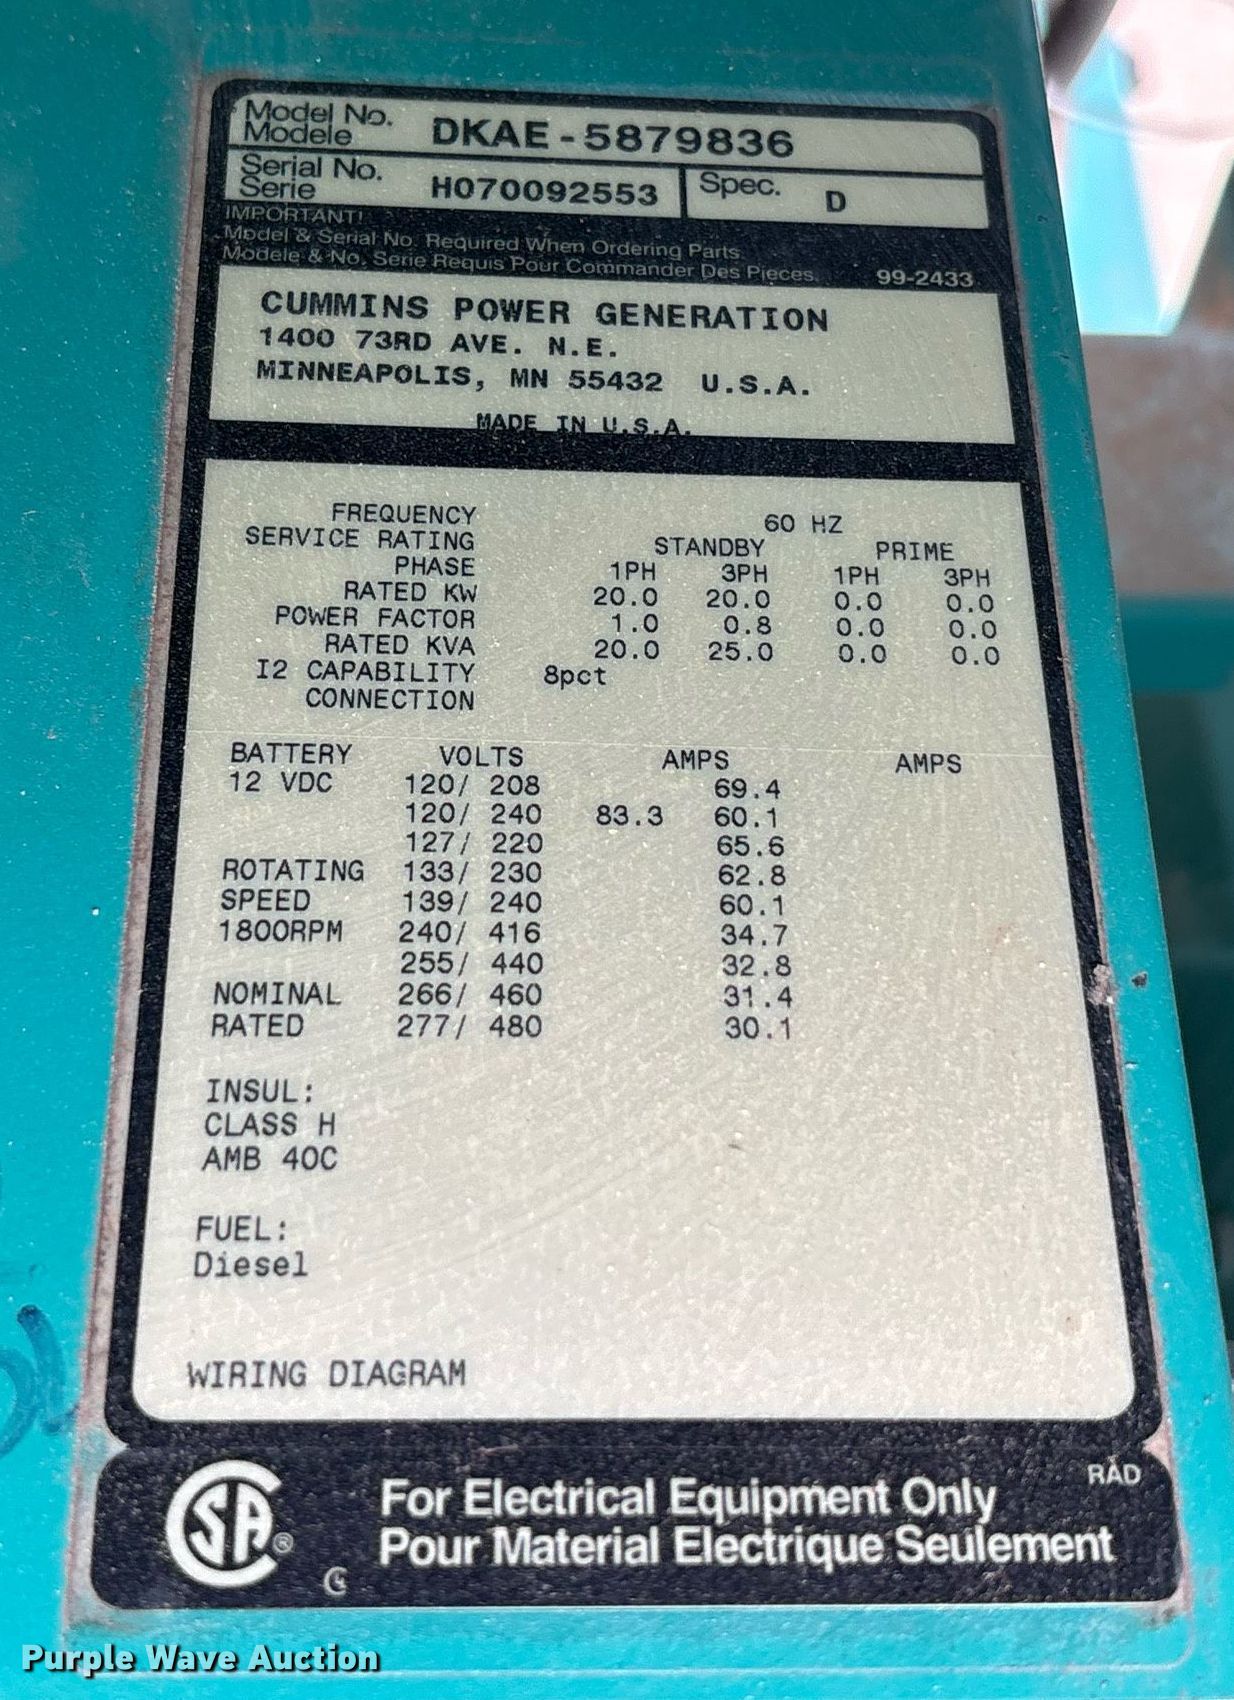 Model No.
Modele
DKAE - 5879836
Serial No.
Serie
H070092553
Spec. D
IMPORTANT!
Model & Serial No. Required When Ordering Parts
Modele & No. Serie Requis Pour Commander Des Pieces. 99-2433
CUMMINS POWER GENERATION
1400 73RD AVE. N.E.
MINNEAPOLIS, MN 55432 U.S.A.
MADE IN U.S.A.
FREQUENCY 60 HZ
SERVICE RATING STANDBY PRIME
PHASE 1PH 3PH 1PH 3PH
RATED KW 20.0 20.0 0.0 0.0
POWER FACTOR 1.0 0.8 0.0 0.0
RATED KVA 20.0 25.0 0.0 0.0
I2 CAPABILITY 8pct
CONNECTION
BATTERY VOLTS AMPS AMPS
12 VDC 120/ 208 69.4
120/ 240 83.3 60.1
127/ 220 65.6
ROTATING 133/ 230 62.8
SPEED 139/ 240 60.1
1800RPM 240/ 416 34.7
255/ 440 32.8
NOMINAL 266/ 460 31.4
RATED 277/ 480 30.1
INSUL:
CLASS H
AMB 40C
FUEL:
Diesel
WIRING DIAGRAM
RAD
CSA ®
For Electrical Equipment Only
Pour Material Electrique Seulement
Purple Wave Auction